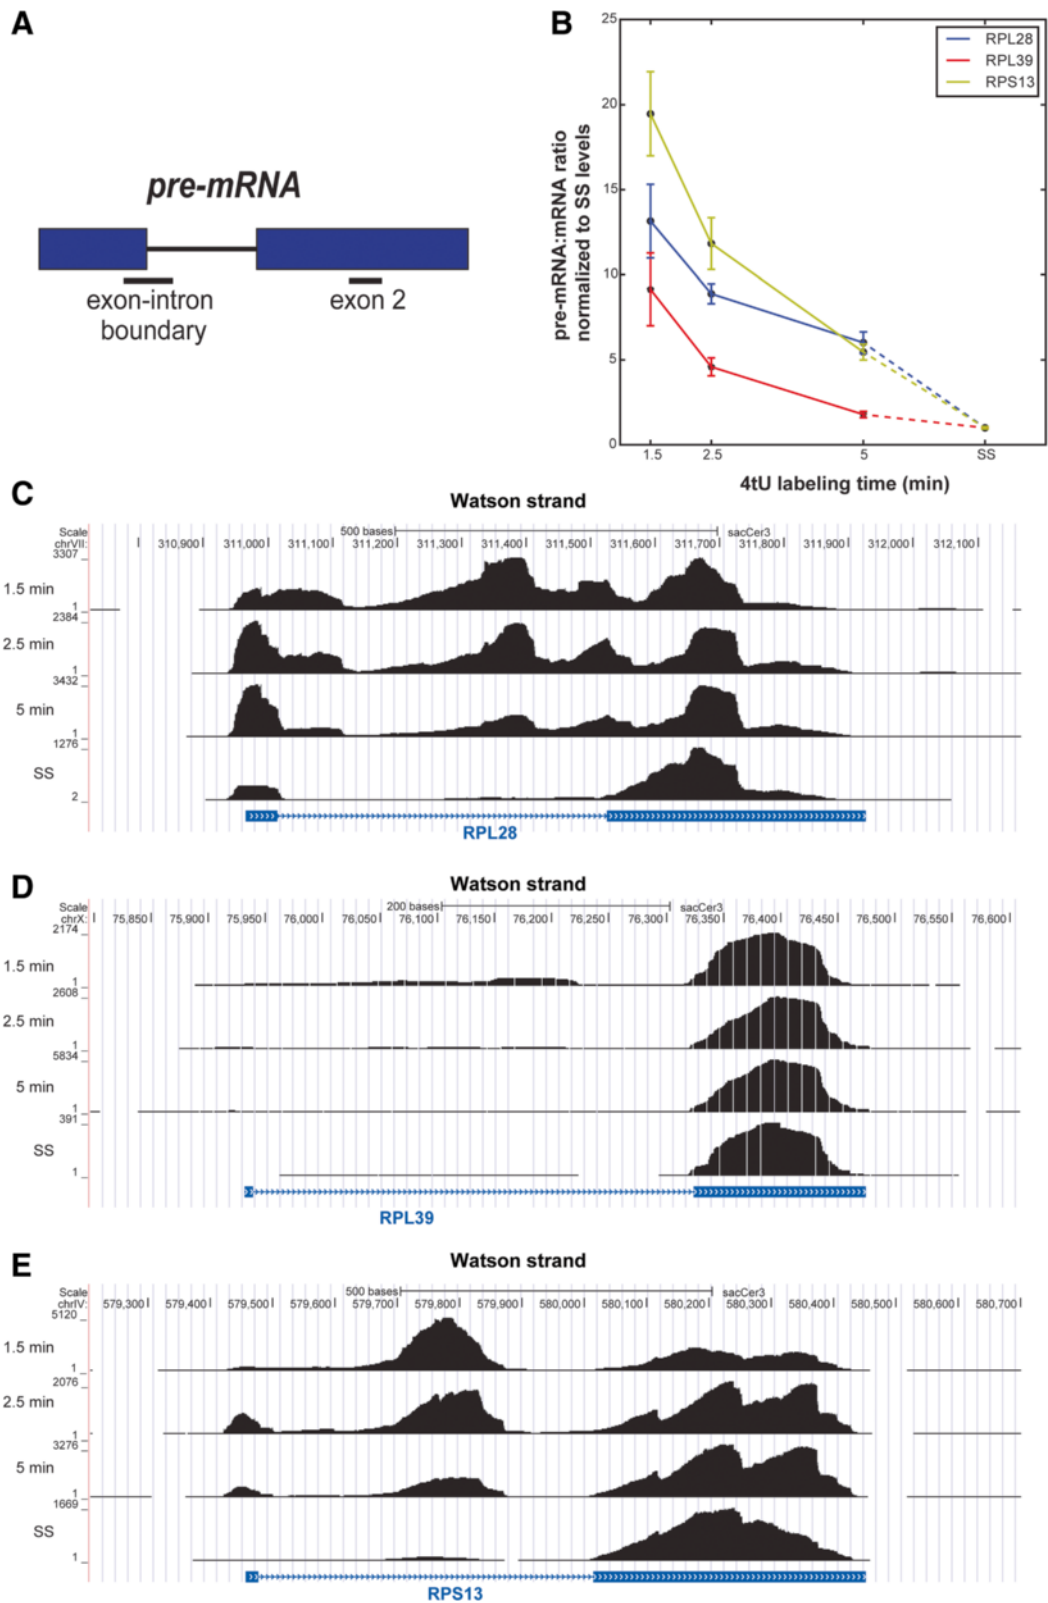 A
pre-mRNA
exon-intron
boundary
exon 2
B
pre-mRNA:mRNA ratio
normalized to SS levels
25
20
15
10
5
0
RPL28
RPL39
RPS13
1.5
2.5
5
SS
4tU labeling time (min)
C
Watson strand
Scale
500 bases
sacCer3
chrVII:
310,900
311,000
311,100
311,200
311,300
311,400
311,500
311,600
311,700
311,800
311,900
312,000
312,100
3307
1.5 min
1
2384
2.5 min
1
3432
5 min
1
1276
SS
2
RPL28
D
Watson strand
Scale
200 bases
sacCer3
chrX:
75,850
75,900
75,950
76,000
76,050
76,100
76,150
76,200
76,250
76,300
76,350
76,400
76,450
76,500
76,550
76,600
2174
1.5 min
1
2608
2.5 min
1
5834
5 min
1
391
SS
1
RPL39
E
Watson strand
Scale
500 bases
sacCer3
chrIV:
579,300
579,400
579,500
579,600
579,700
579,800
579,900
580,000
580,100
580,200
580,300
580,400
580,500
580,600
580,700
5120
1.5 min
1
2076
2.5 min
1
3276
5 min
1
1669
SS
1
RPS13